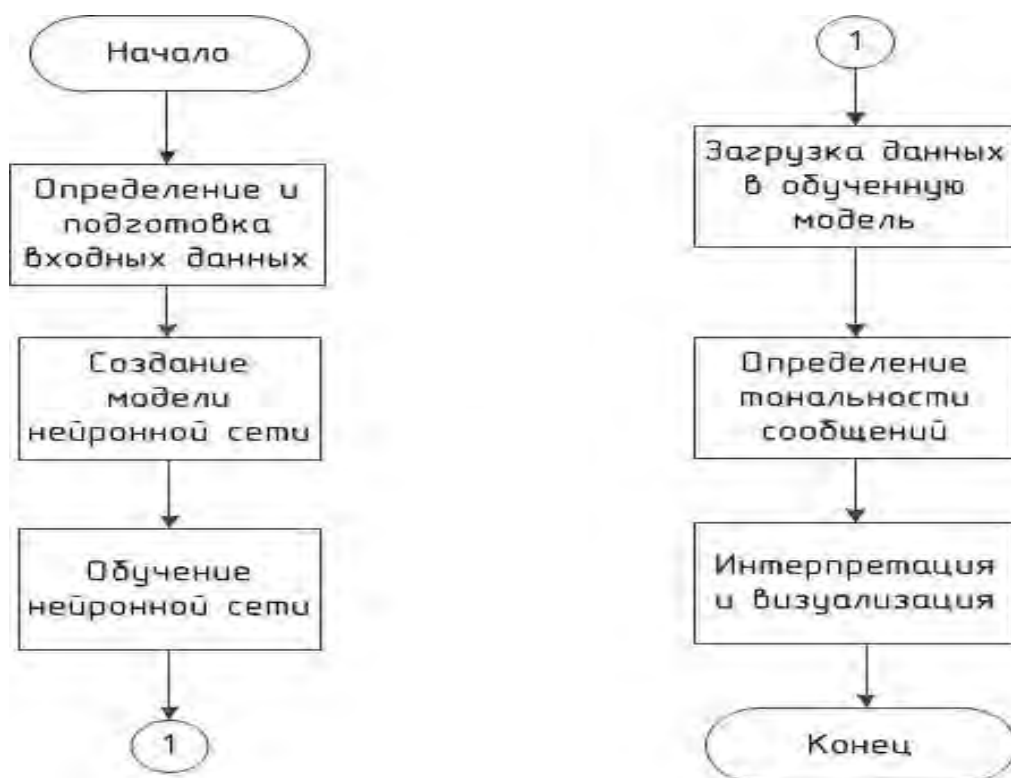 Начало
Определение и
подготовка
входных данных
Создание
модели
нейронной сети
Обучение
нейронной сети
1
1
Загрузка данных
в обученную
модель
Определение
тональности
сообщений
Интерпретация
и визуализация
Конец